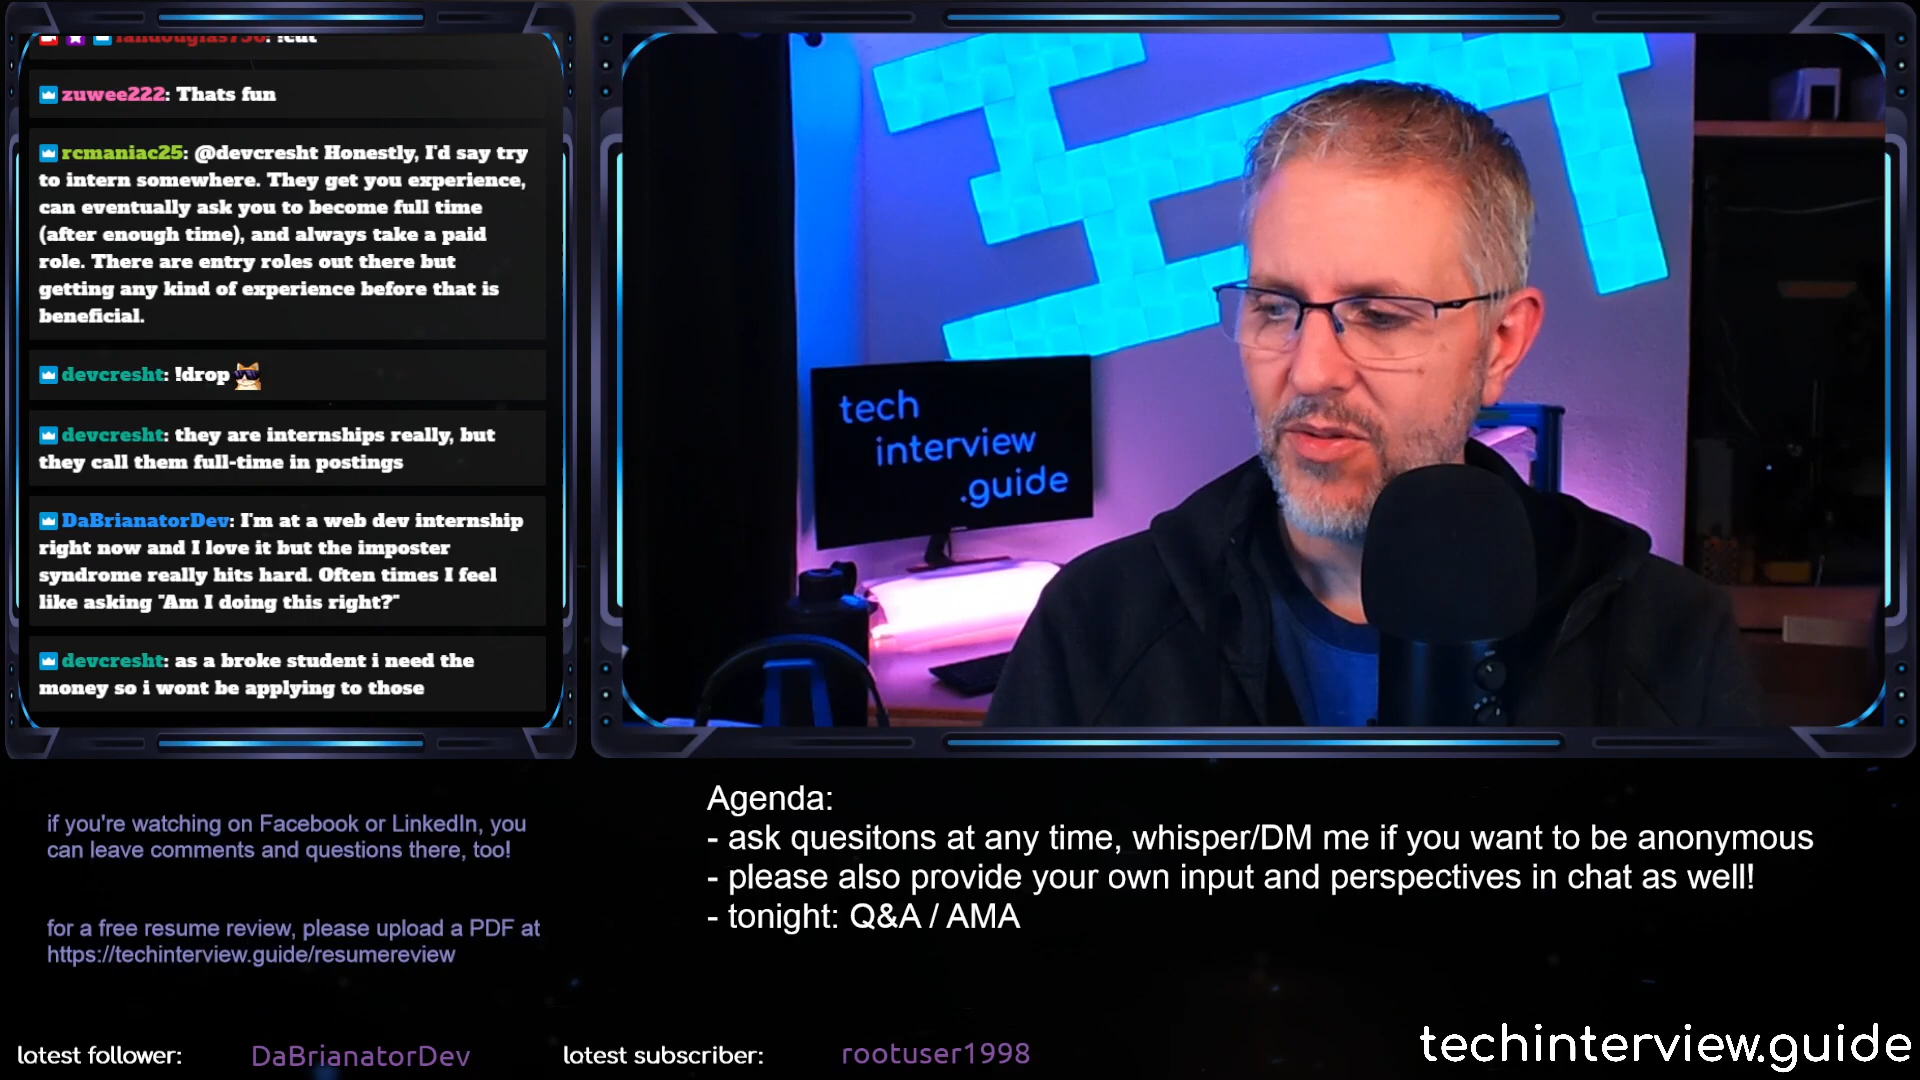 iandouglas736: !cut
zuwee222: Thats fun
rcmaniac25: @devcresht Honestly, I'd say try
to intern somewhere. They get you experience,
can eventually ask you to become full time
(after enough time), and always take a paid
role. There are entry roles out there but
getting any kind of experience before that is
beneficial.
devcresht: !drop
devcresht: they are internships really, but
they call them full-time in postings
DaBrianatorDev: I'm at a web dev internship
right now and I love it but the imposter
syndrome really hits hard. Often times I feel
like asking "Am I doing this right?"
devcresht: as a broke student i need the
money so i wont be applying to those
tech
interview
.guide
if you're watching on Facebook or LinkedIn, you
can leave comments and questions there, too!
for a free resume review, please upload a PDF at
https://techinterview.guide/resumereview
Agenda:
- ask quesitons at any time, whisper/DM me if you want to be anonymous
- please also provide your own input and perspectives in chat as well!
- tonight: Q&A / AMA
latest follower: DaBrianatorDev
latest subscriber: rootuser1998
techinterview.guide